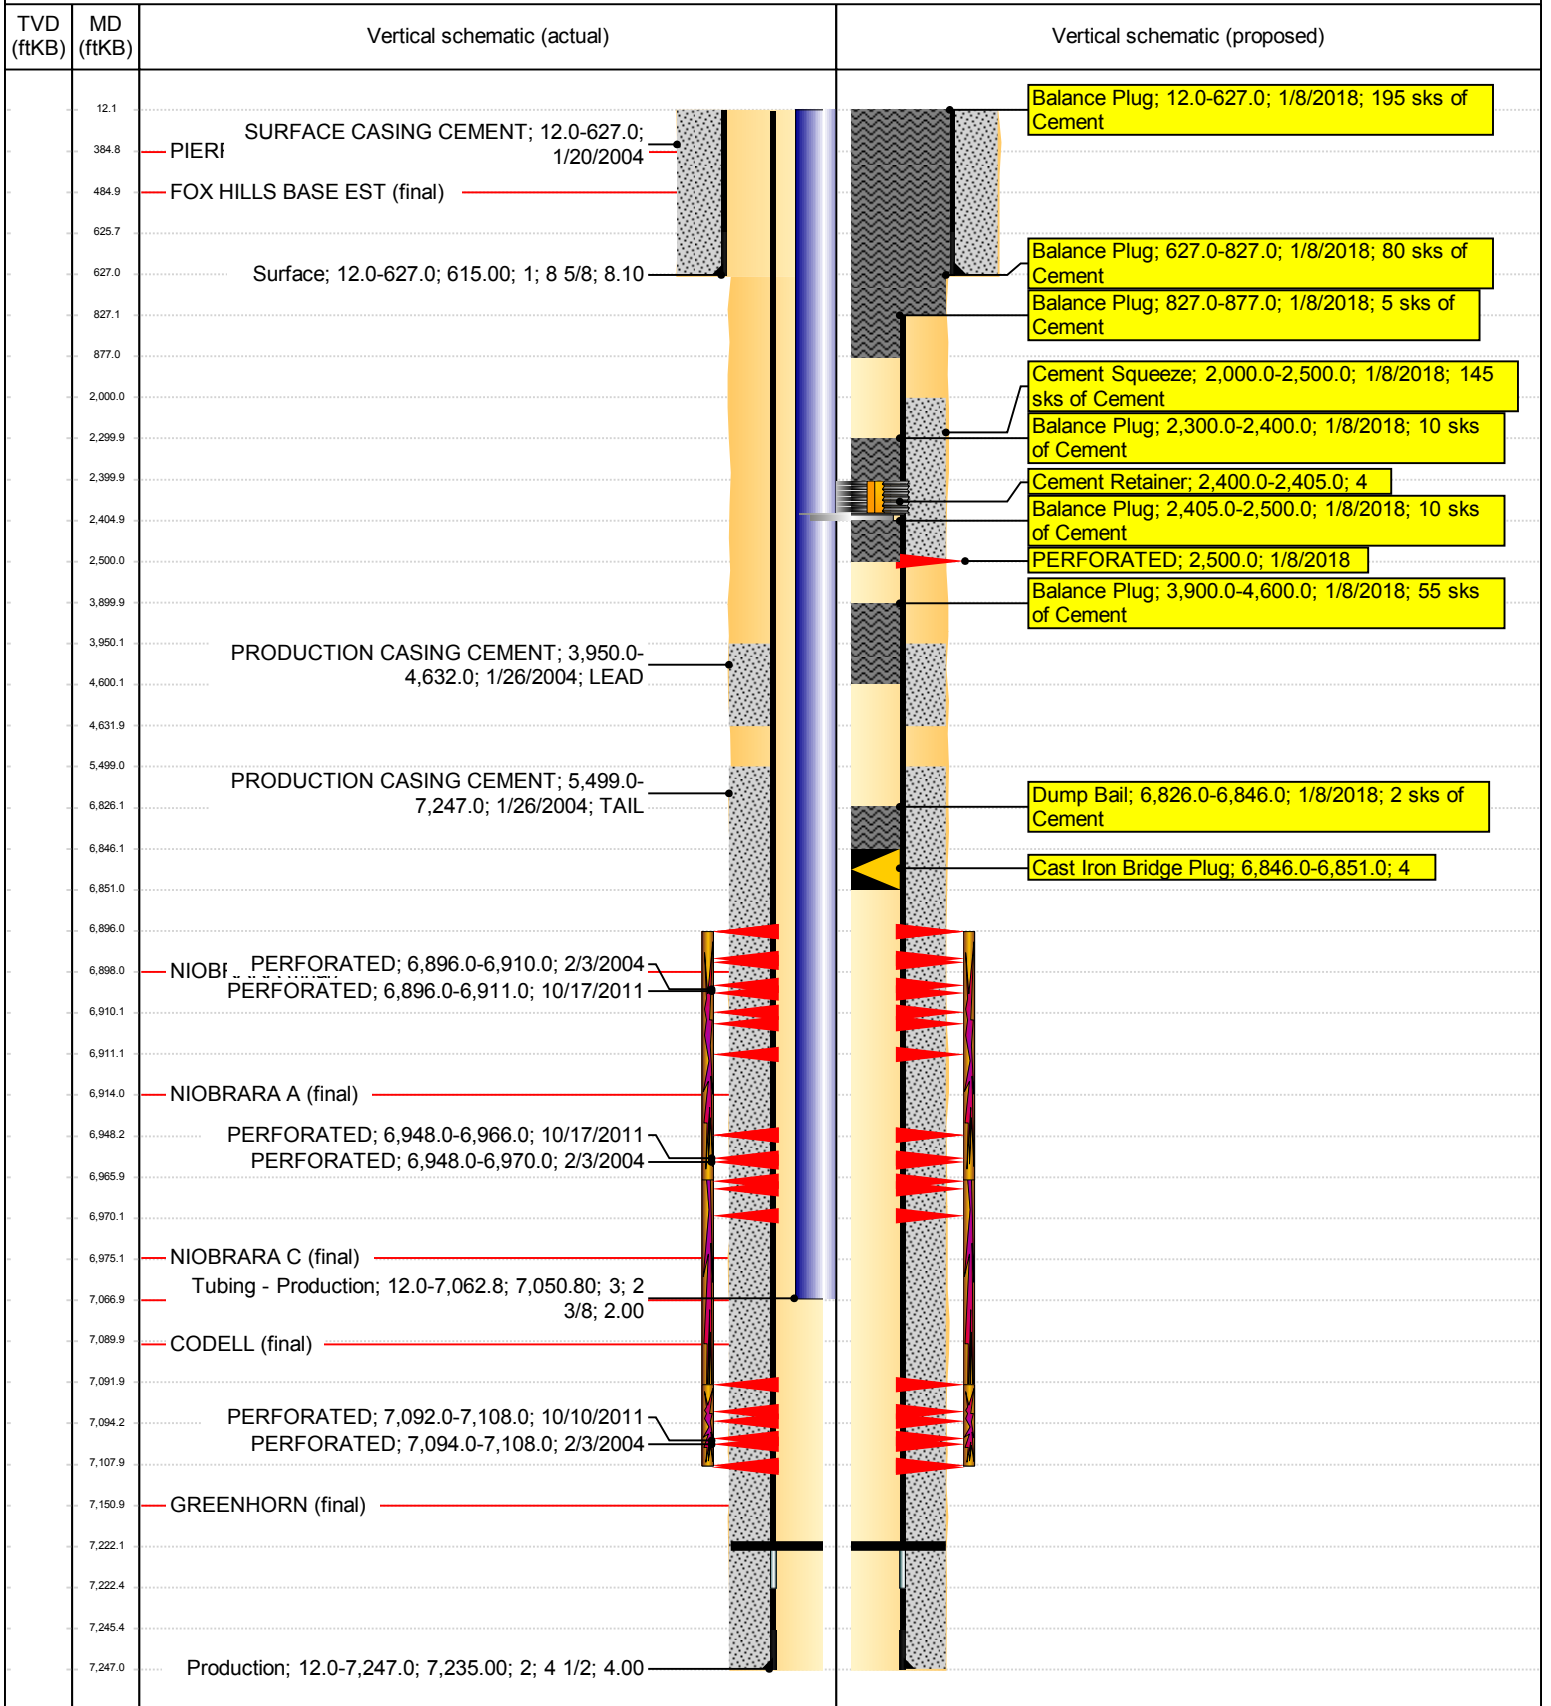 TVD
(ftKB)
MD
(ftKB)
Vertical schematic (actual)
Vertical schematic (proposed)
12.1
384.8
484.9
625.7
627.0
827.1
877.0
2,000.0
2,299.9
2,399.9
2,404.9
2,500.0
3,899.9
3,950.1
4,600.1
4,631.9
5,499.0
6,826.1
6,846.1
6,851.0
6,896.0
6,898.0
6,910.1
6,911.1
6,914.0
6,948.2
6,965.9
6,970.1
6,975.1
7,066.9
7,089.9
7,091.9
7,094.2
7,107.9
7,150.9
7,222.1
7,222.4
7,245.4
7,247.0
SURFACE CASING CEMENT; 12.0-627.0;
1/20/2004
FOX HILLS BASE EST (final)
Surface; 12.0-627.0; 615.00; 1; 8 5/8; 8.10
PRODUCTION CASING CEMENT; 3,950.0-
4,632.0; 1/26/2004; LEAD
PRODUCTION CASING CEMENT; 5,499.0-
7,247.0; 1/26/2004; TAIL
PERFORATED; 6,896.0-6,910.0; 2/3/2004
PERFORATED; 6,896.0-6,911.0; 10/17/2011
NIOBRARA A (final)
PERFORATED; 6,948.0-6,966.0; 10/17/2011
PERFORATED; 6,948.0-6,970.0; 2/3/2004
NIOBRARA C (final)
Tubing - Production; 12.0-7,062.8; 7,050.80; 3; 2
3/8; 2.00
CODELL (final)
PERFORATED; 7,092.0-7,108.0; 10/10/2011
PERFORATED; 7,094.0-7,108.0; 2/3/2004
GREENHORN (final)
Production; 12.0-7,247.0; 7,235.00; 2; 4 1/2; 4.00
Balance Plug; 12.0-627.0; 1/8/2018; 195 sks of
Cement
Balance Plug; 627.0-827.0; 1/8/2018; 80 sks of
Cement
Balance Plug; 827.0-877.0; 1/8/2018; 5 sks of
Cement
Cement Squeeze; 2,000.0-2,500.0; 1/8/2018; 145
sks of Cement
Balance Plug; 2,300.0-2,400.0; 1/8/2018; 10 sks
of Cement
Cement Retainer; 2,400.0-2,405.0; 4
Balance Plug; 2,405.0-2,500.0; 1/8/2018; 10 sks
of Cement
PERFORATED; 2,500.0; 1/8/2018
Balance Plug; 3,900.0-4,600.0; 1/8/2018; 55 sks
of Cement
Dump Bail; 6,826.0-6,846.0; 1/8/2018; 2 sks of
Cement
Cast Iron Bridge Plug; 6,846.0-6,851.0; 4